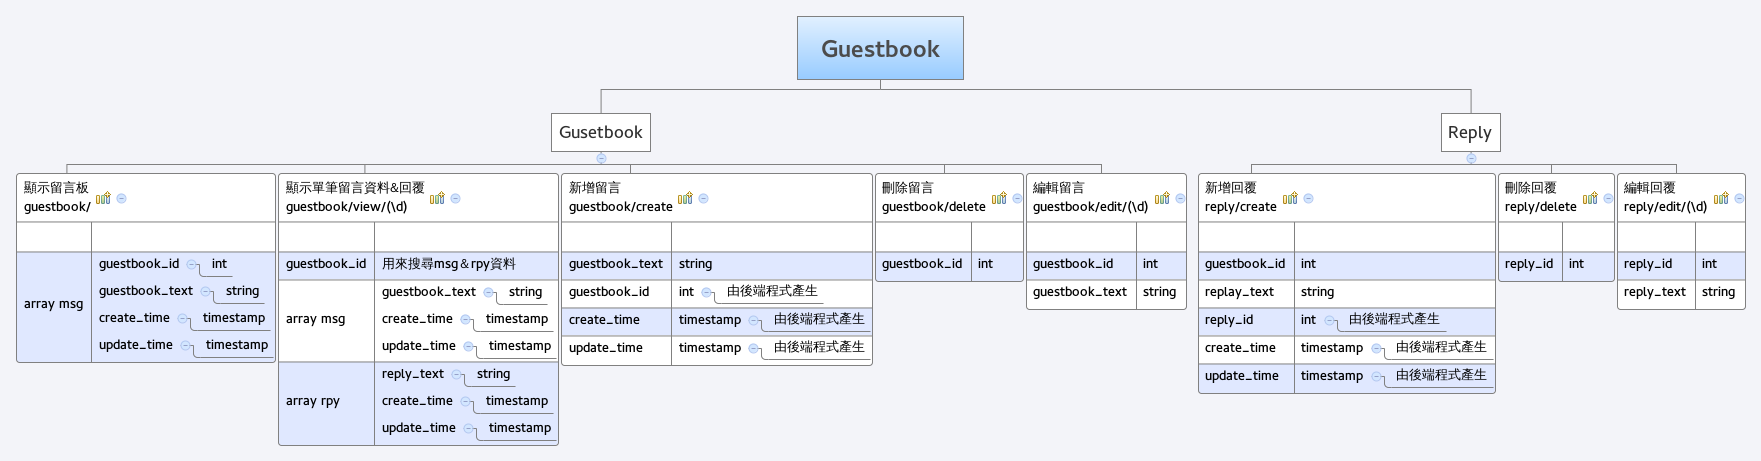 Guestbook
Gusetbook
Reply
顯示留言板
guestbook/
array msg
guestbook_id
int
guestbook_text
string
create_time
timestamp
update_time
timestamp
顯示單筆留言資料&回覆
guestbook/view/(\d)
guestbook_id
用來搜尋msg＆rpy資料
array msg
guestbook_text
string
create_time
timestamp
update_time
timestamp
array rpy
reply_text
string
create_time
timestamp
update_time
timestamp
新增留言
guestbook/create
guestbook_text
string
guestbook_id
int
由後端程式產生
create_time
timestamp
由後端程式產生
update_time
timestamp
由後端程式產生
刪除留言
guestbook/delete
guestbook_id
int
編輯留言
guestbook/edit/(\d)
guestbook_id
int
guestbook_text
string
新增回覆
reply/create
guestbook_id
int
replay_text
string
reply_id
int
由後端程式產生
create_time
timestamp
由後端程式產生
update_time
timestamp
由後端程式產生
刪除回覆
reply/delete
reply_id
int
編輯回覆
reply/edit/(\d)
reply_id
int
reply_text
string